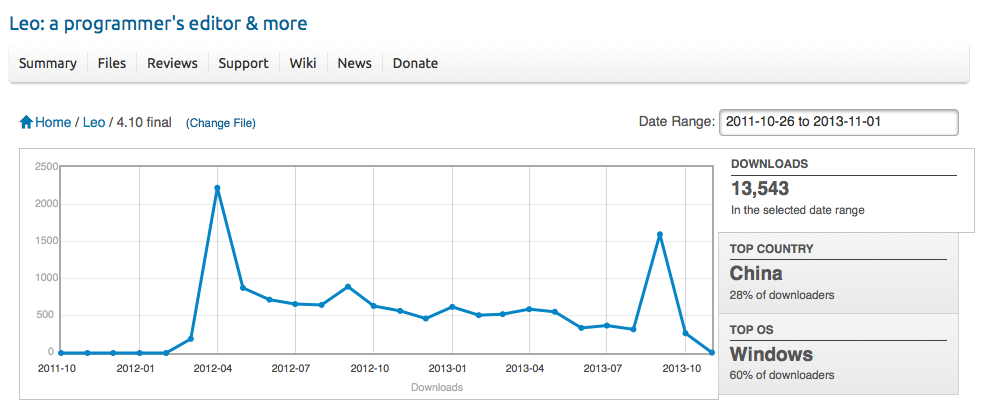 Leo: a programmer's editor & more
Summary Files Reviews Support Wiki News Donate
Home / Leo / 4.10 final (Change File)
Date Range: 2011-10-26 to 2013-11-01
2500
2000
1500
1000
500
0
2011-10 2012-01 2012-04 2012-07 2012-10 2013-01 2013-04 2013-07 2013-10
Downloads
DOWNLOADS
13,543
In the selected date range
TOP COUNTRY
China
28% of downloaders
TOP OS
Windows
60% of downloaders